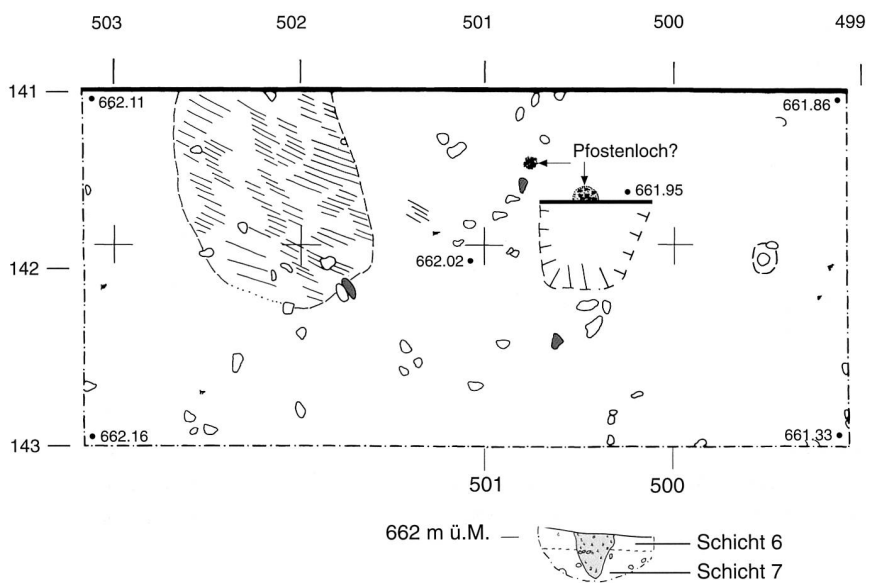 503 502 501 500 499
141
662.11 661.86
Pfostenloch?
661.95
142
662.02
143
662.16 661.33
501 500
662 m ü.M.
Schicht 6
Schicht 7